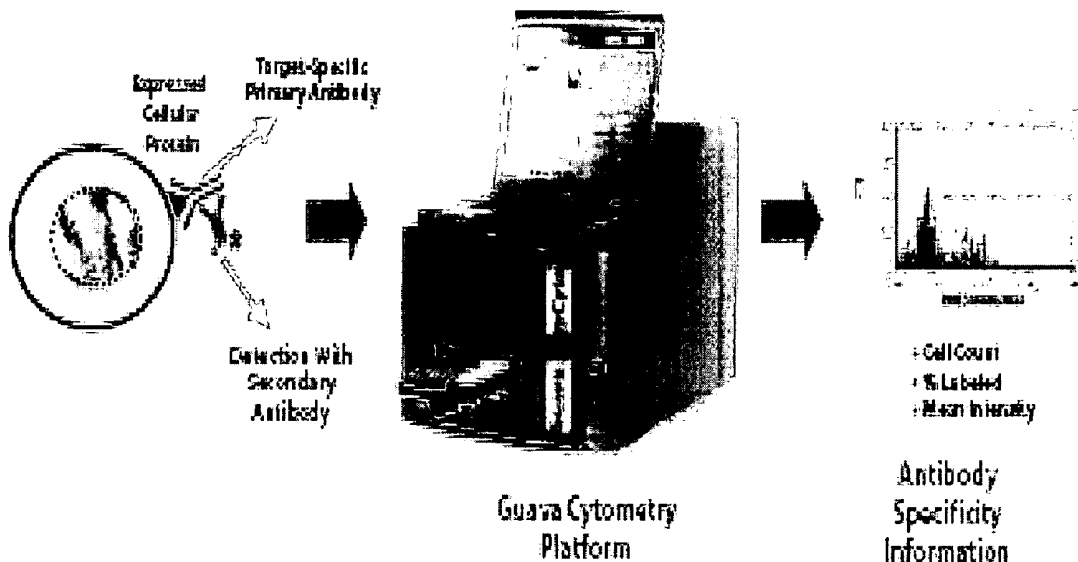 Expressed
Cellular
Protein
Target-Specific
Primary Antibody
Detection With
Secondary
Antibody
Guava Cytometry
Platform
Cell Count
% Labeled
Mean Intensity
Antibody
Specificity
Information